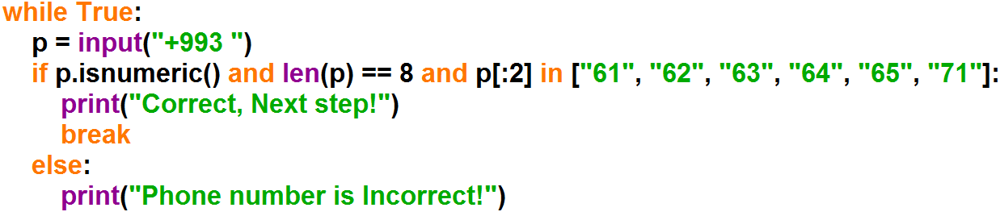 while True:
    p = input("+993 ")
    if p.isnumeric() and len(p) == 8 and p[:2] in ["61", "62", "63", "64", "65", "71"]:
        print("Correct, Next step!")
        break
    else:
        print("Phone number is Incorrect!")